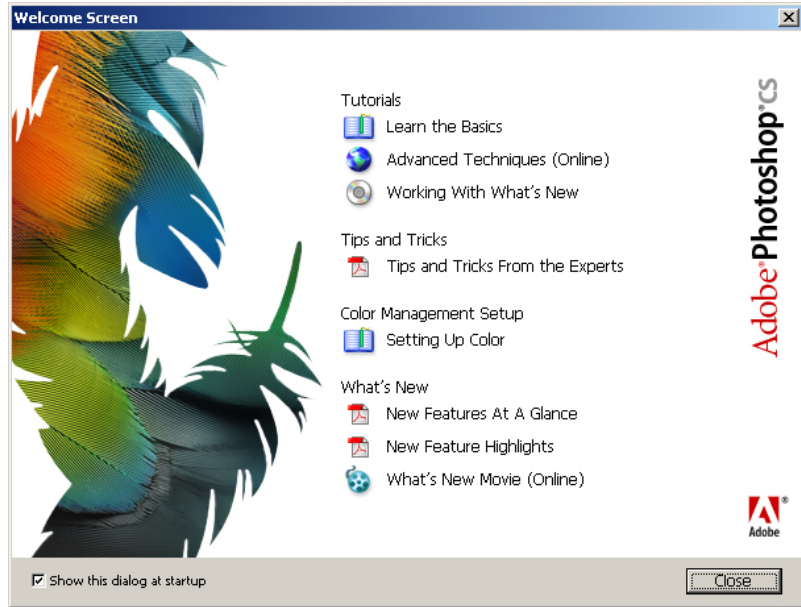 Welcome Screen
Tutorials
Learn the Basics
Advanced Techniques (Online)
Working With What's New
Tips and Tricks
Tips and Tricks From the Experts
Color Management Setup
Setting Up Color
What's New
New Features At A Glance
New Feature Highlights
What's New Movie (Online)
Adobe® Photoshop® CS
Adobe®
Show this dialog at startup
Close